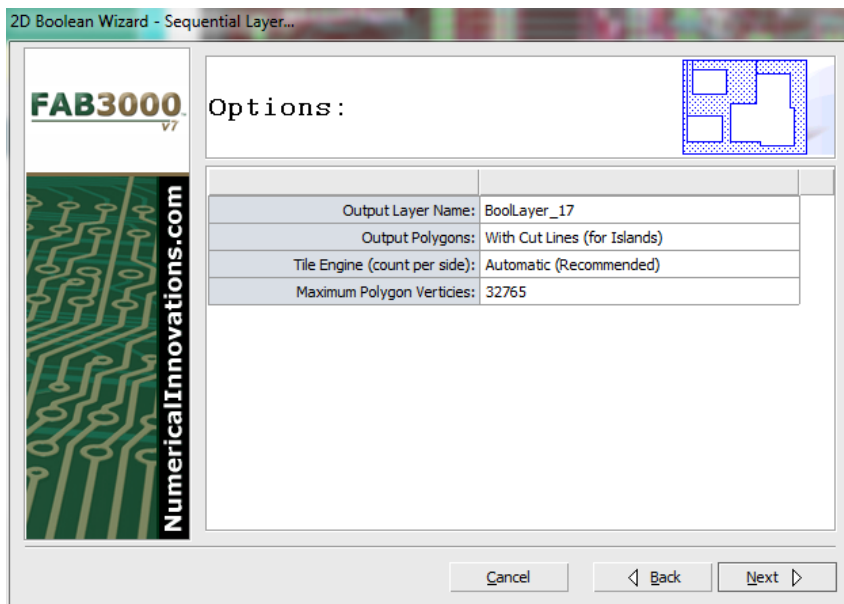 2D Boolean Wizard - Sequential Layer...
FAB3000
V7
NumericalInnovations.com
Options:
Output Layer Name: BoolLayer_17
Output Polygons: With Cut Lines (for Islands)
Tile Engine (count per side): Automatic (Recommended)
Maximum Polygon Verticies: 32765
Cancel
Back
Next